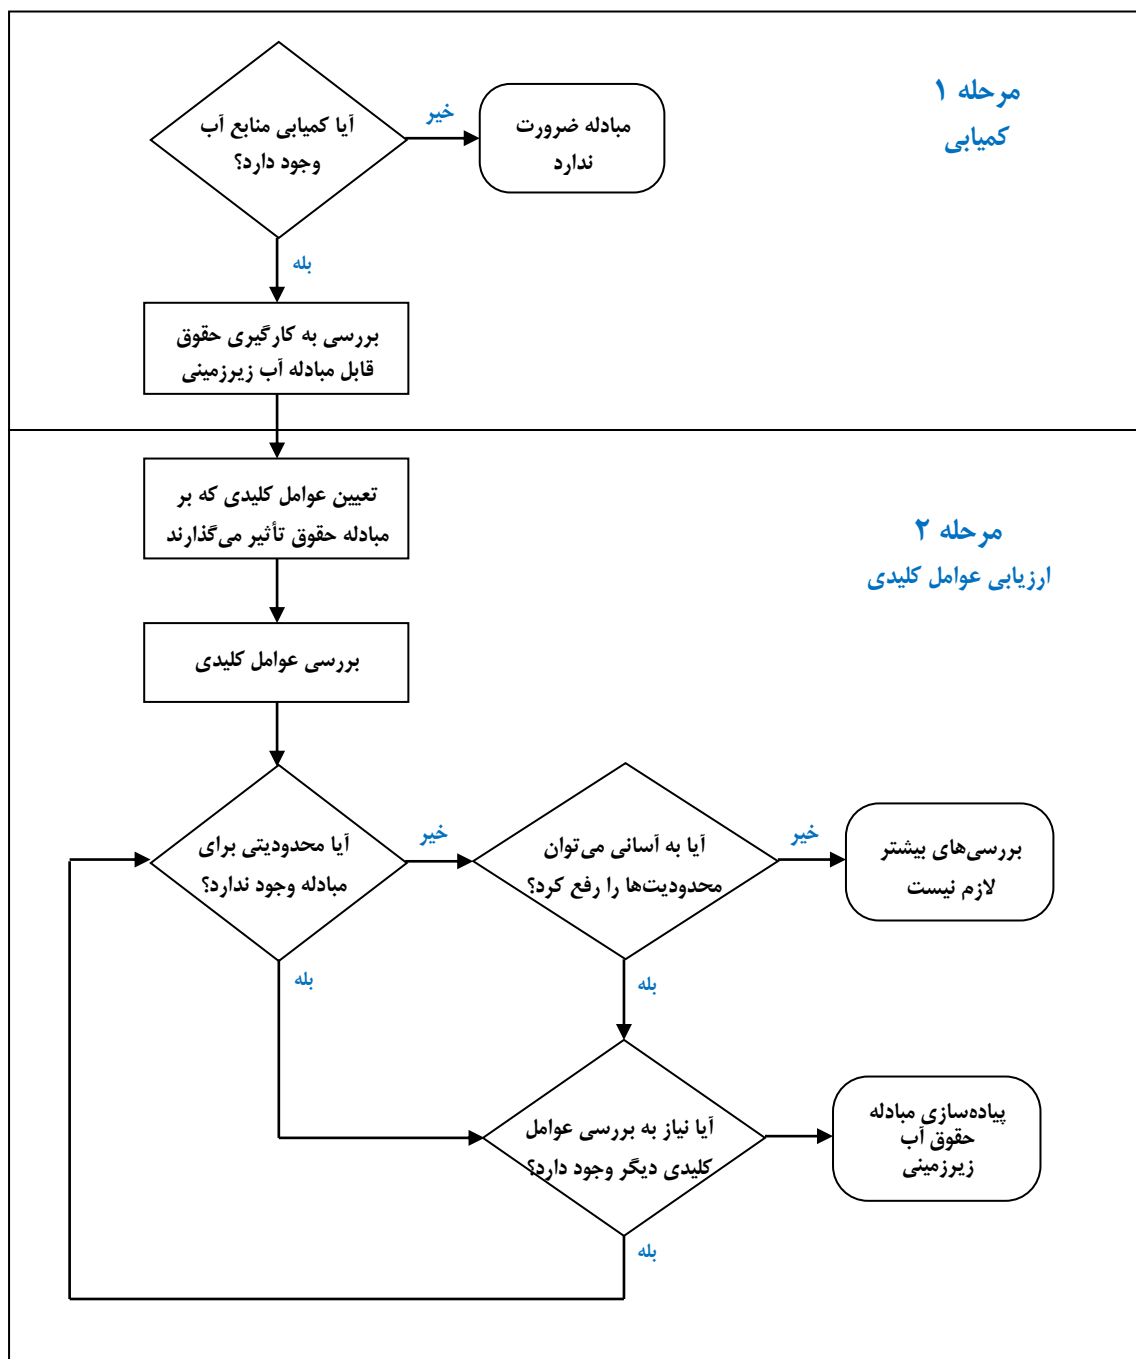 مرحله ۱
کمیابی
آیا کمیابی منابع آب
وجود دارد؟
خیر
مبادله ضرورت
ندارد
بله
بررسی به کارگیری حقوق
قابل مبادله آب زیرزمینی
مرحله ۲
ارزیابی عوامل کلیدی
تعیین عوامل کلیدی که بر
مبادله حقوق تأثیر می‌گذارند
بررسی عوامل کلیدی
آیا محدودیتی برای
مبادله وجود ندارد؟
خیر
آیا به آسانی می‌توان
محدودیت‌ها را رفع کرد؟
خیر
بررسی‌های بیشتر
لازم نیست
بله
بله
آیا نیاز به بررسی عوامل
کلیدی دیگر وجود دارد؟
پیاده‌سازی مبادله
حقوق آب
زیرزمینی
بله